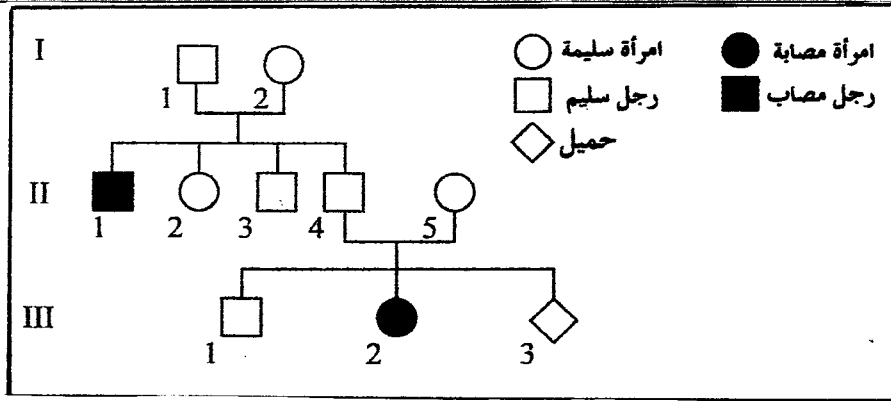 I
1 2
امرأة سليمة
امرأة مصابة
رجل سليم
رجل مصاب
حميل
II
1 2 3 4 5
III
1 2 3